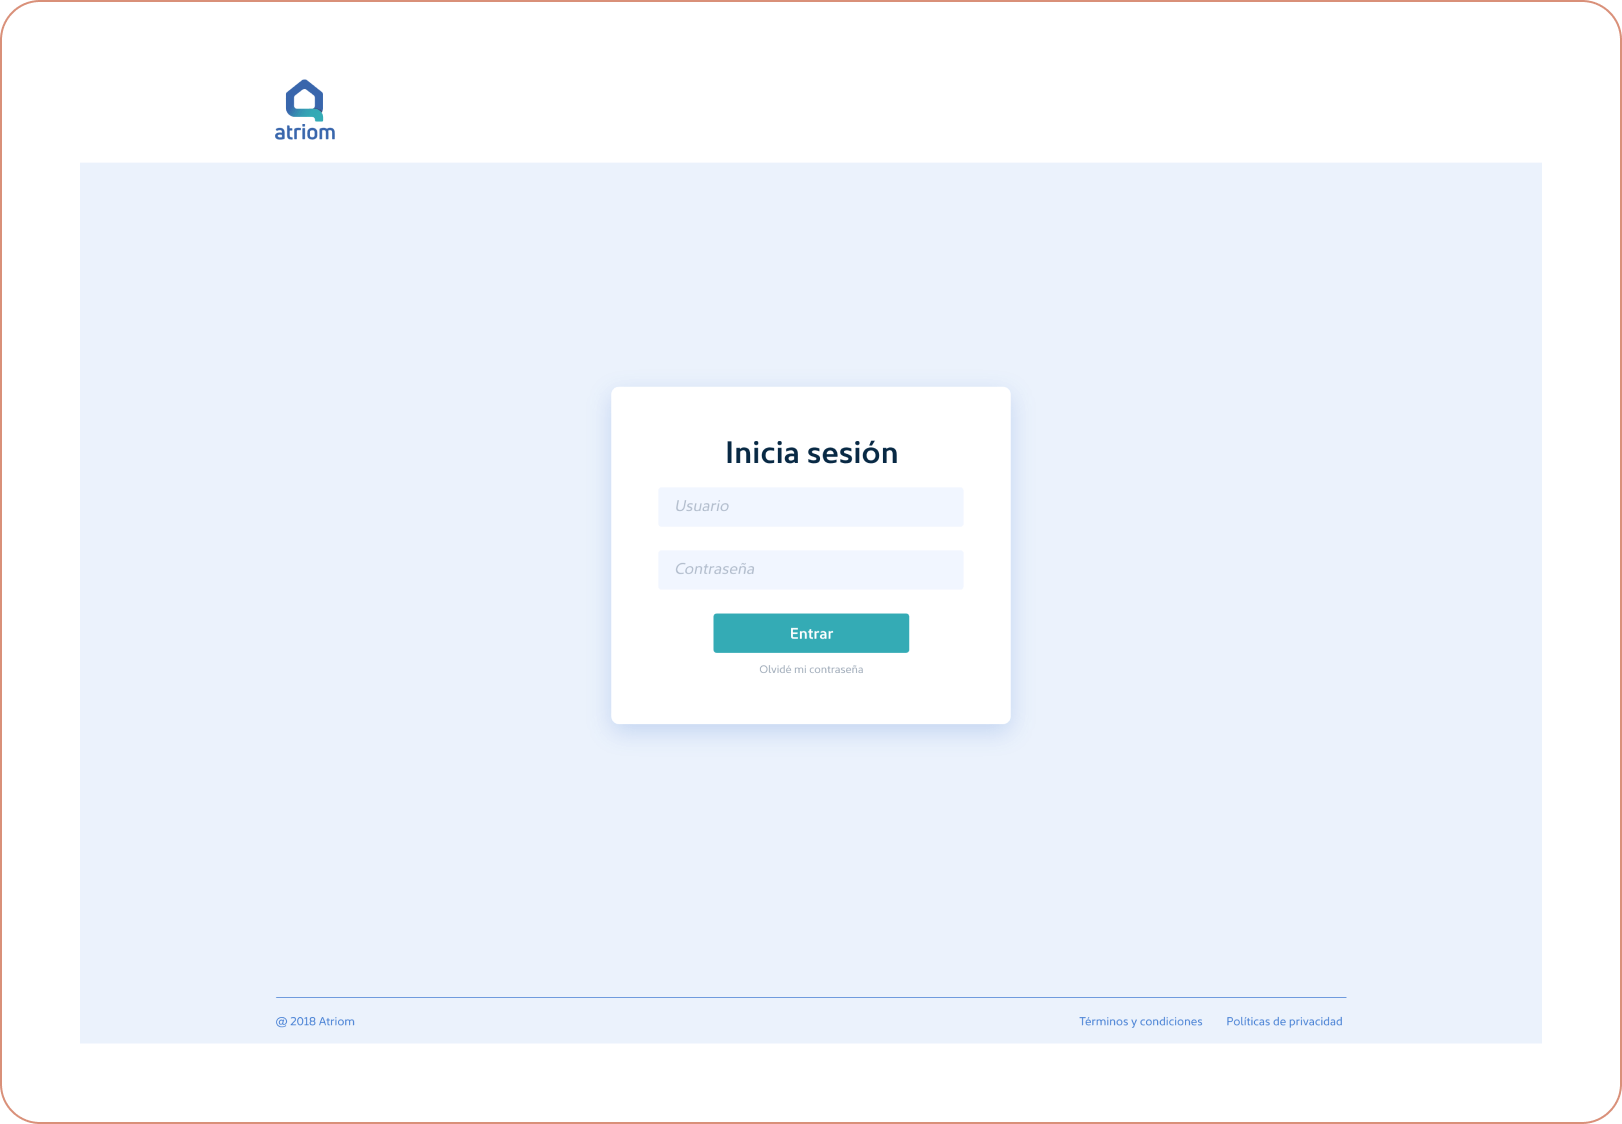 atriom
Inicia sesión
Usuario
Contraseña
Entrar
Olvidé mi contraseña
@ 2018 Atriom
Términos y condiciones
Políticas de privacidad